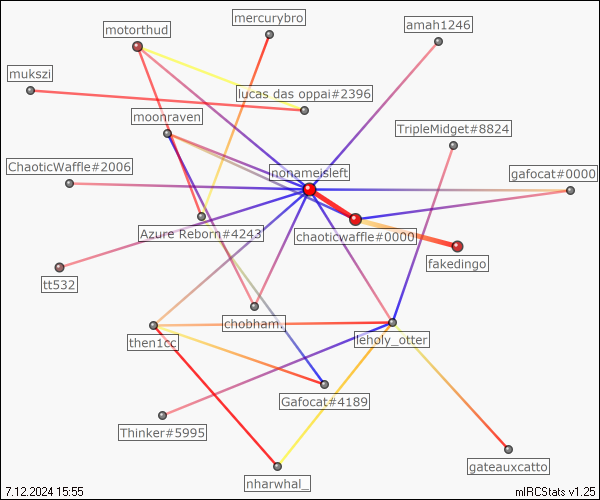 mercurybro
motorthud
amah1246
mukszi
lucas das oppai#2396
moonraven
TripleMidget#8824
ChaoticWaffle#2006
nonameisleft
gafocat#0000
Azure Reborn#4243
chaoticwaffle#0000
fakedingo
tt532
chobham.
then1cc
leholy_otter
Gafocat#4189
Thinker#5995
gateauxcatto
nharwhal_
7.12.2024 15:55
mIRCStats v1.25